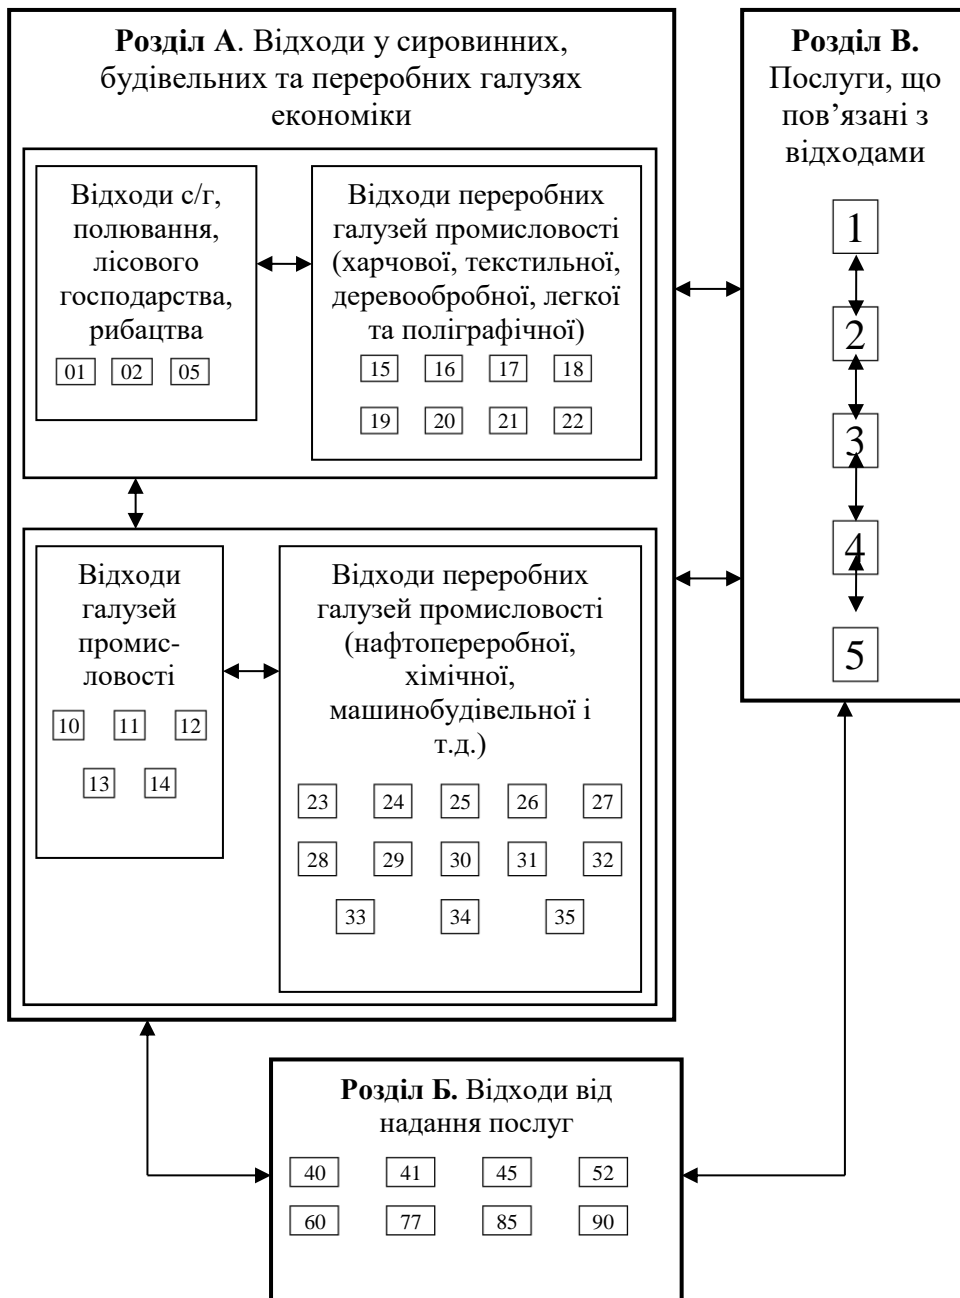 Розділ А. Відходи у сировинних,
будівельних та переробних галузях
економіки
Відходи с/г,
полювання,
лісового
господарства,
рибацтва
01 02 05
Відходи переробних
галузей промисловості
(харчової, текстильної,
деревообробної, легкої
та поліграфічної)
15 16 17 18
19 20 21 22
Відходи
галузей
промис-
ловості
10 11 12
13 14
Відходи переробних
галузей промисловості
(нафтопереробної,
хімічної,
машинобудівельної і
т.д.)
23 24 25 26 27
28 29 30 31 32
33 34 35
Розділ В.
Послуги, що
пов’язані з
відходами
1
2
3
4
5
Розділ Б. Відходи від
надання послуг
40 41 45 52
60 77 85 90